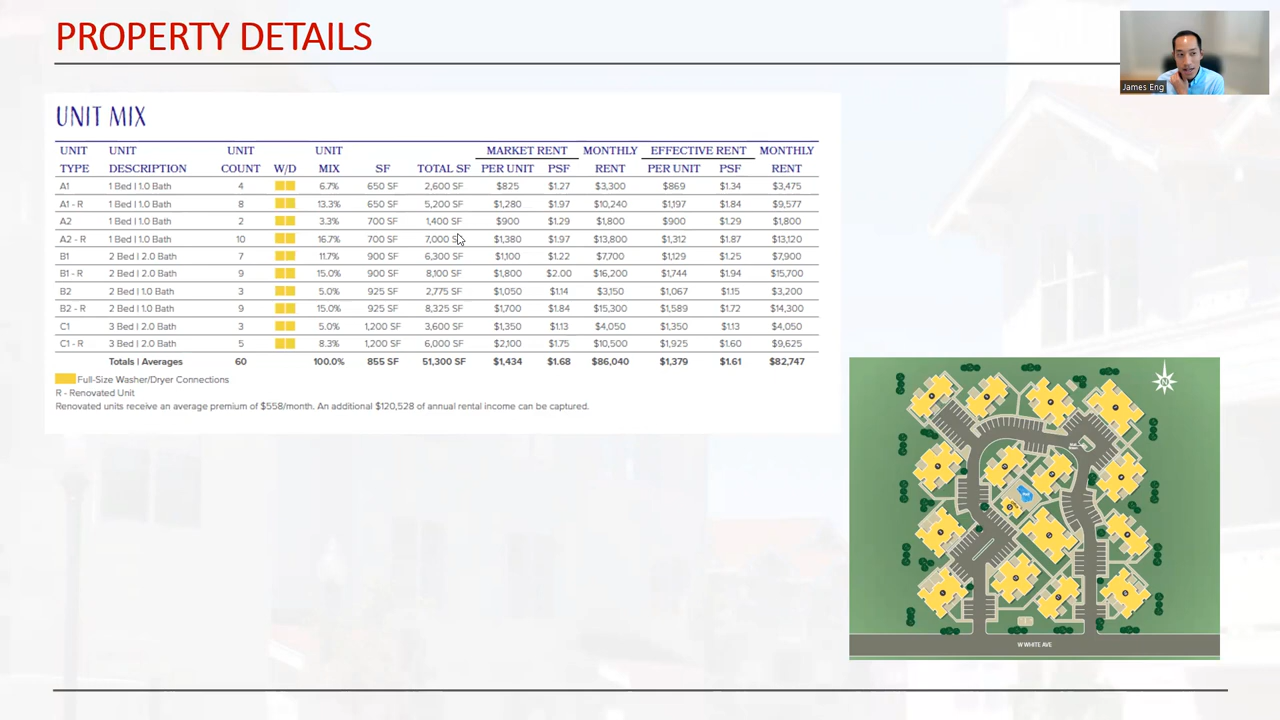 PROPERTY DETAILS
James Eng
UNIT MIX
UNIT UNIT UNIT UNIT MARKET RENT MONTHLY EFFECTIVE RENT MONTHLY
TYPE DESCRIPTION COUNT W/D MIX SF TOTAL SF PER UNIT PSF RENT PER UNIT PSF RENT
A1 1 Bed | 1.0 Bath 4 6.7% 650 SF 2,600 SF $825 $1.27 $3,300 $869 $1.34 $3,475
A1 - R 1 Bed | 1.0 Bath 8 13.3% 650 SF 5,200 SF $1,280 $1.97 $10,240 $1,197 $1.84 $9,577
A2 1 Bed | 1.0 Bath 2 3.3% 700 SF 1,400 SF $900 $1.29 $1,800 $900 $1.29 $1,800
A2 - R 1 Bed | 1.0 Bath 10 16.7% 700 SF 7,000 SF $1,380 $1.97 $13,800 $1,312 $1.87 $13,120
B1 2 Bed | 2.0 Bath 7 11.7% 900 SF 6,300 SF $1,100 $1.22 $7,700 $1,129 $1.25 $7,900
B1 - R 2 Bed | 2.0 Bath 9 15.0% 900 SF 8,100 SF $1,800 $2.00 $16,200 $1,744 $1.94 $15,700
B2 2 Bed | 1.0 Bath 3 5.0% 925 SF 2,775 SF $1,050 $1.14 $3,150 $1,067 $1.15 $3,200
B2 - R 2 Bed | 1.0 Bath 9 15.0% 925 SF 8,325 SF $1,700 $1.84 $15,300 $1,589 $1.72 $14,300
C1 3 Bed | 2.0 Bath 3 5.0% 1,200 SF 3,600 SF $1,350 $1.13 $4,050 $1,350 $1.13 $4,050
C1 - R 3 Bed | 2.0 Bath 5 8.3% 1,200 SF 6,000 SF $2,100 $1.75 $10,500 $1,925 $1.60 $9,625
Totals | Averages 60 100.0% 855 SF 51,300 SF $1,434 $1.68 $86,040 $1,379 $1.61 $82,747
Full-Size Washer/Dryer Connections
R - Renovated Unit
Renovated units receive an average premium of $558/month. An additional $120,528 of annual rental income can be captured.
N
W WHITE AVE